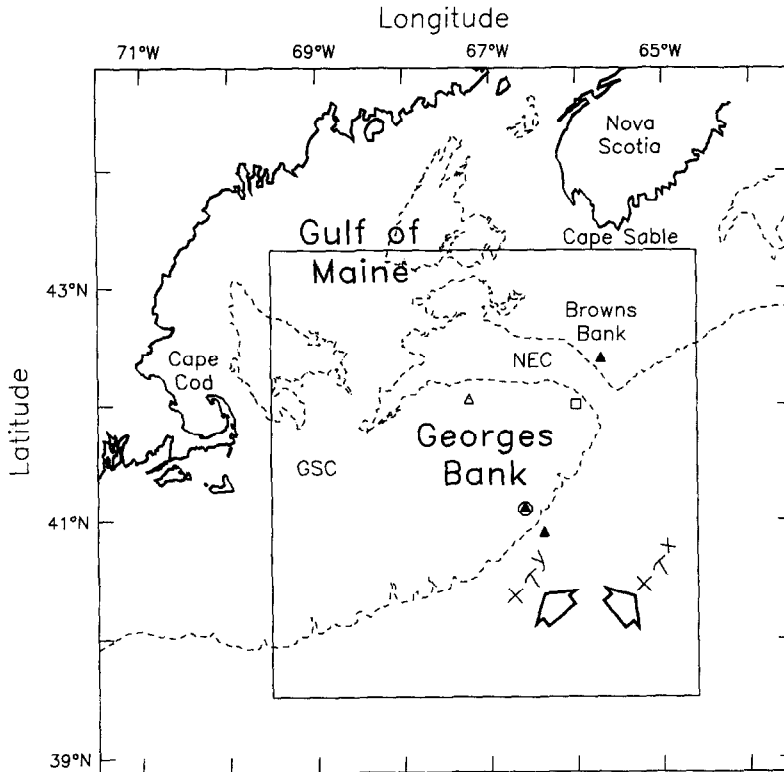 Longitude
71°W 69°W 67°W 65°W
Nova
Scotia
Gulf of
Maine
Cape Sable
43°N
Browns
Bank
NEC
Cape
Cod
Latitude
Georges
Bank
GSC
41°N
39°N